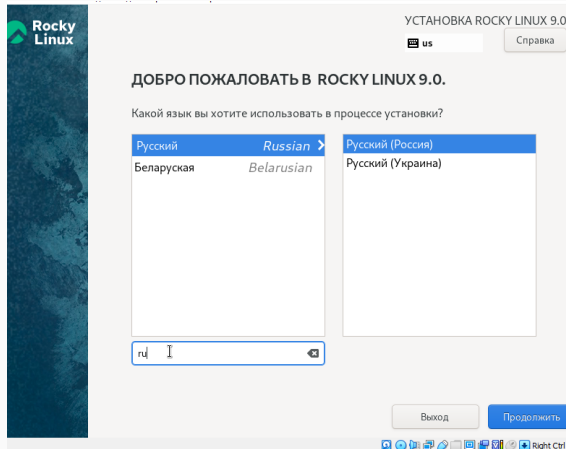 Rocky
Linux
УСТАНОВКА ROCKY LINUX 9.0
us
Справка
ДОБРО ПОЖАЛОВАТЬ В ROCKY LINUX 9.0.
Какой язык вы хотите использовать в процессе установки?
Русский Russian
Беларуская Belarusian
Русский (Россия)
Русский (Украина)
ru
Выход
Продолжить
Right Ctrl